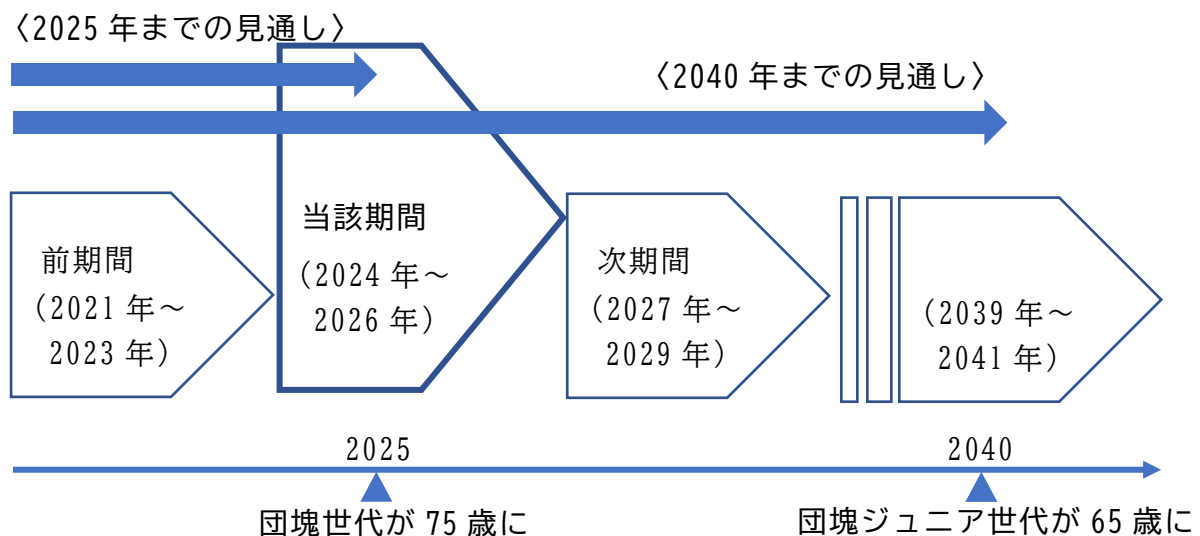 〈2025 年までの見通し〉
〈2040 年までの見通し〉
前期間
（2021 年～
2023 年）
当該期間
（2024 年～
2026 年）
次期間
（2027 年～
2029 年）
（2039 年～
2041 年）
2025
2040
団塊世代が 75 歳に
団塊ジュニア世代が 65 歳に